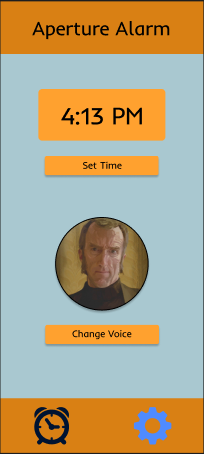 Aperture Alarm
4:13 PM
Set Time
Change Voice